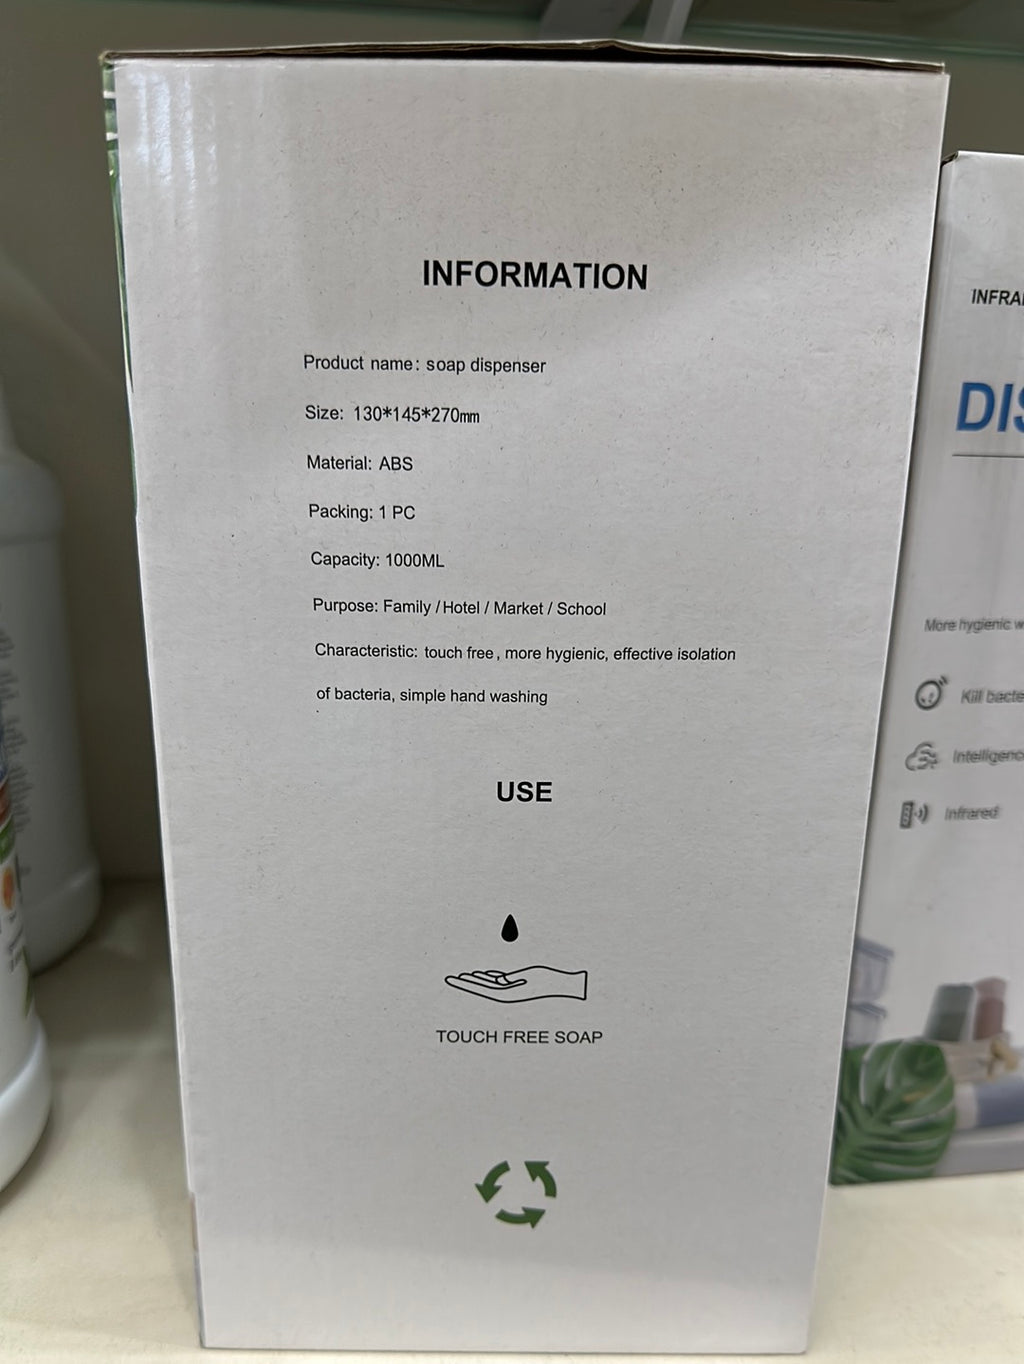 INFORMATION
Product name: soap dispenser
Size: 130*145*270mm
Material: ABS
Packing: 1 PC
Capacity: 1000ML
Purpose: Family / Hotel / Market / School
Characteristic: touch free, more hygienic, effective isolation
of bacteria, simple hand washing
USE
TOUCH FREE SOAP
INFRA
DIS
More hygienic w
Kill bacte
Intelligenc
Infrared